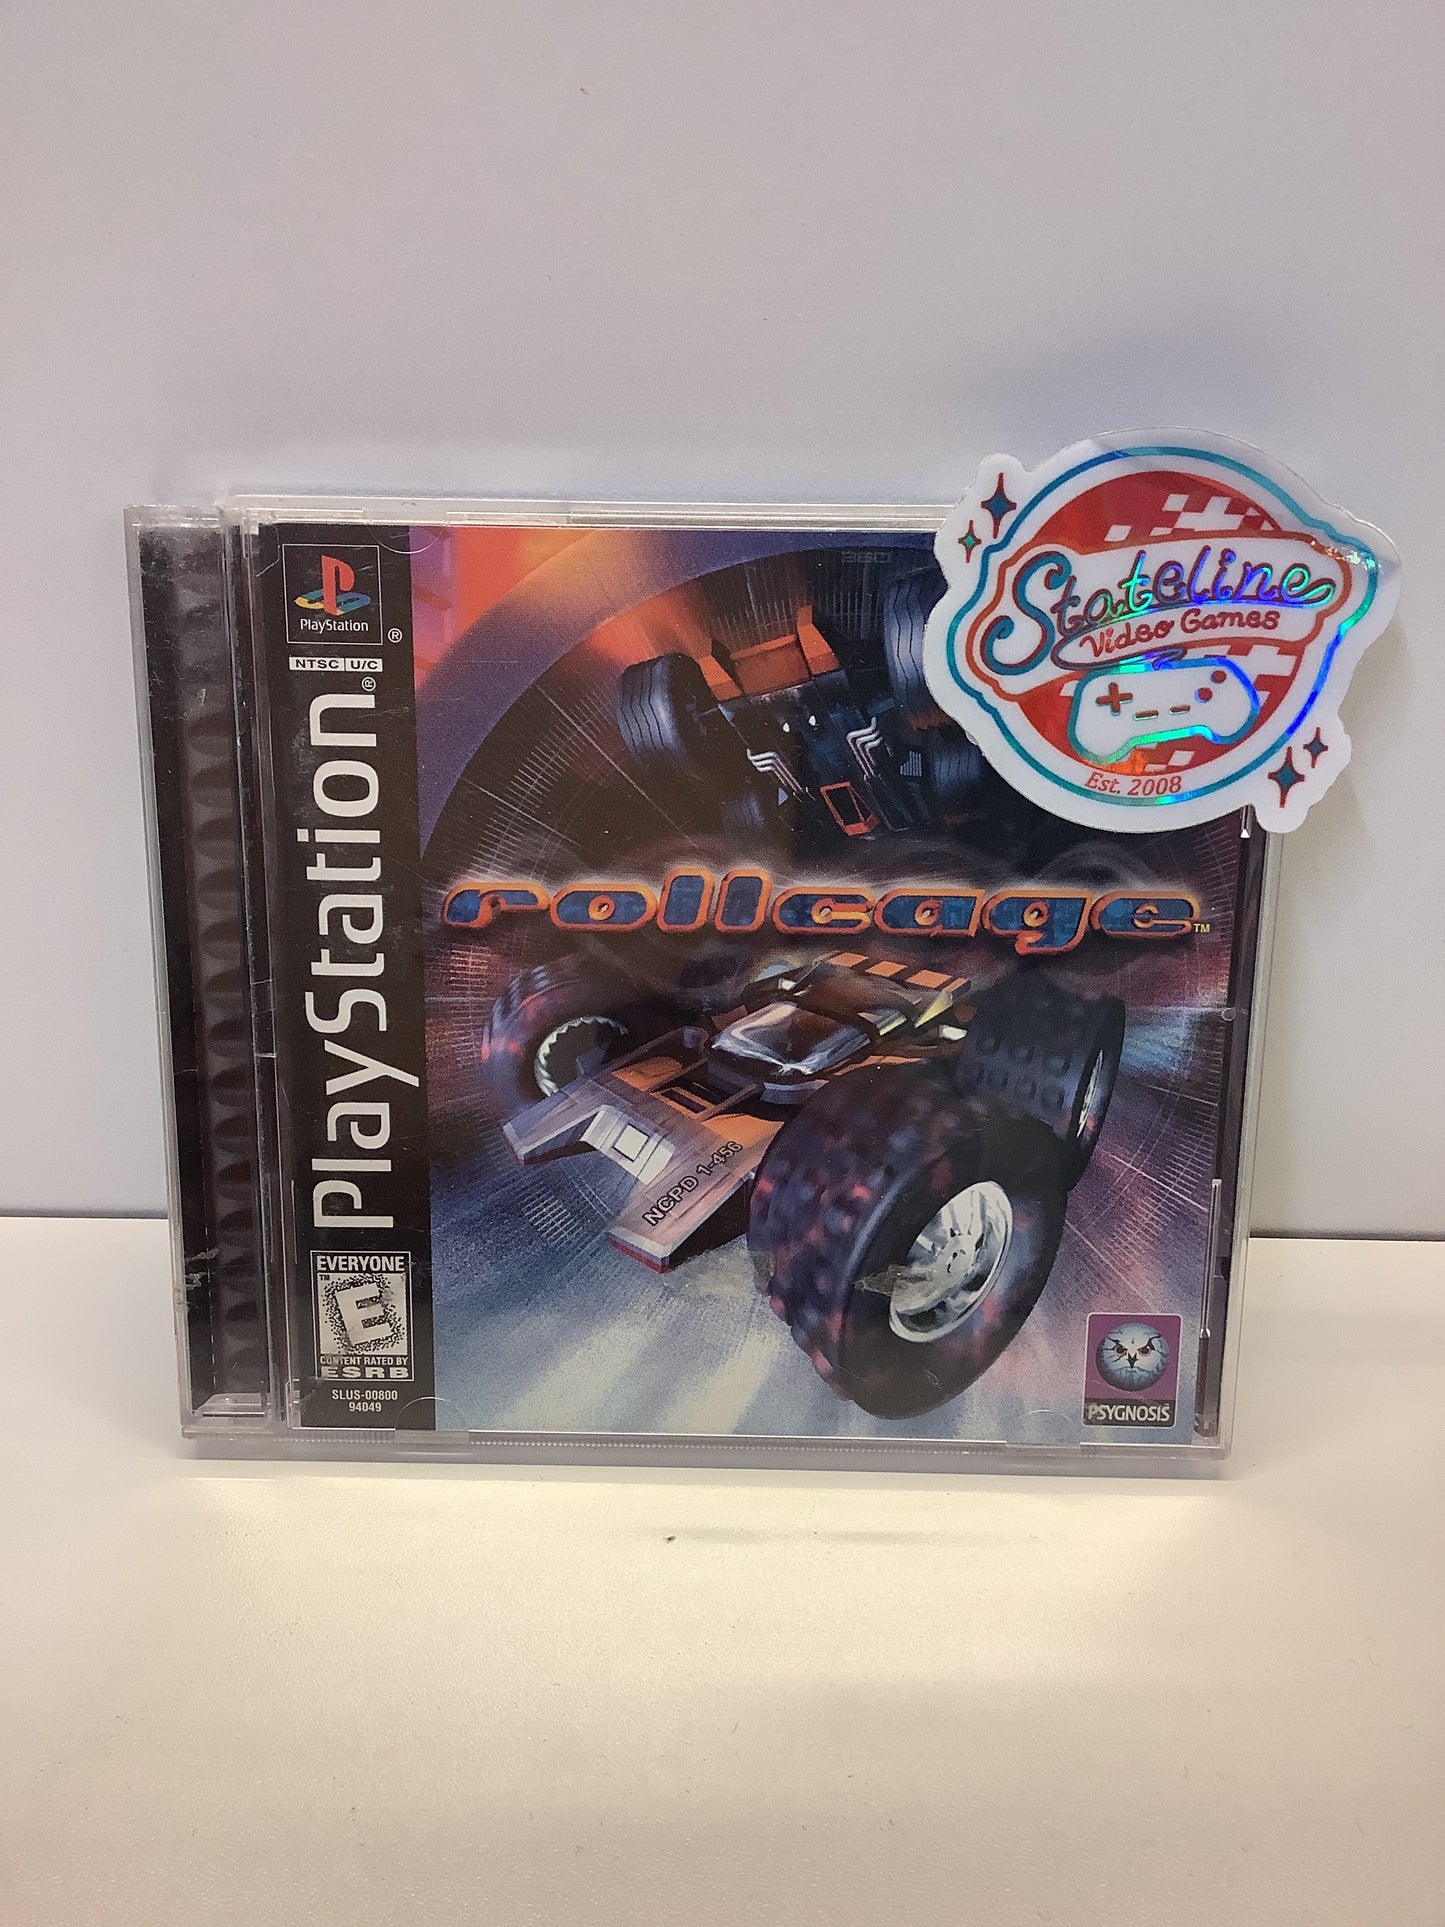 PlayStation
®
NTSC U/C
PlayStation®
Stateline
Video Games
Est. 2008
rollcage™
NCPD 1-456
EVERYONE
™
E
CONTENT RATED BY
ESRB
SLUS-00800
94049
PSYGNOSIS